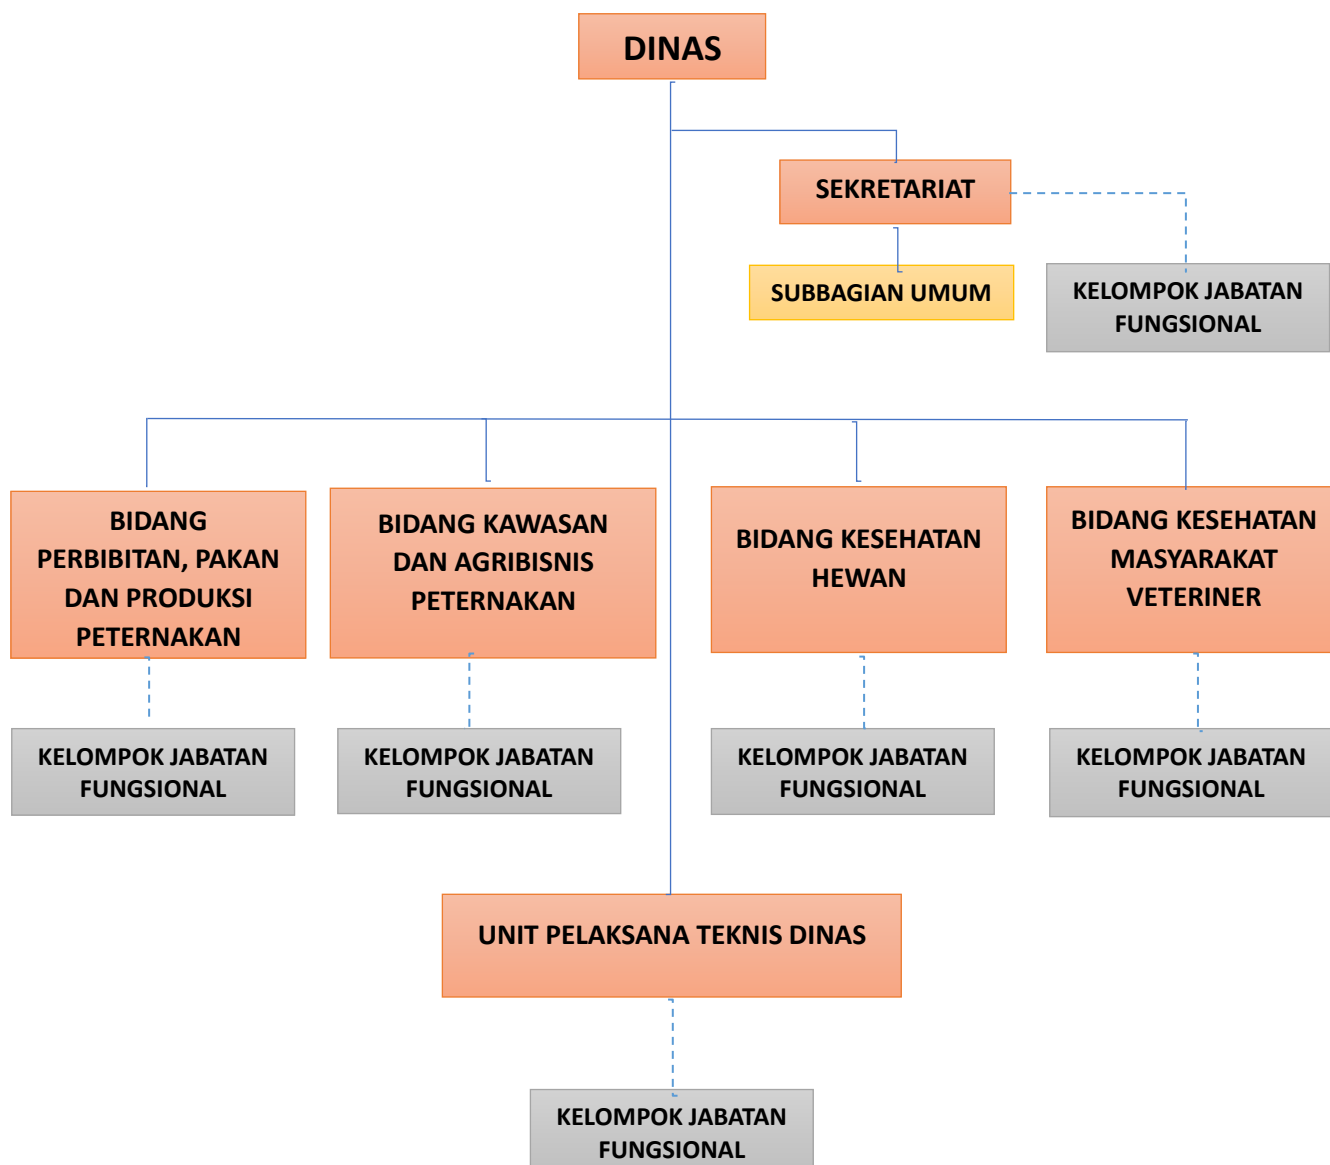 DINAS
SEKRETARIAT
SUBBAGIAN UMUM
KELOMPOK JABATAN
FUNGSIONAL
BIDANG
PERBIBITAN, PAKAN
DAN PRODUKSI
PETERNAKAN
BIDANG KAWASAN
DAN AGRIBISNIS
PETERNAKAN
BIDANG KESEHATAN
HEWAN
BIDANG KESEHATAN
MASYARAKAT
VETERINER
KELOMPOK JABATAN
FUNGSIONAL
KELOMPOK JABATAN
FUNGSIONAL
KELOMPOK JABATAN
FUNGSIONAL
KELOMPOK JABATAN
FUNGSIONAL
UNIT PELAKSANA TEKNIS DINAS
KELOMPOK JABATAN
FUNGSIONAL